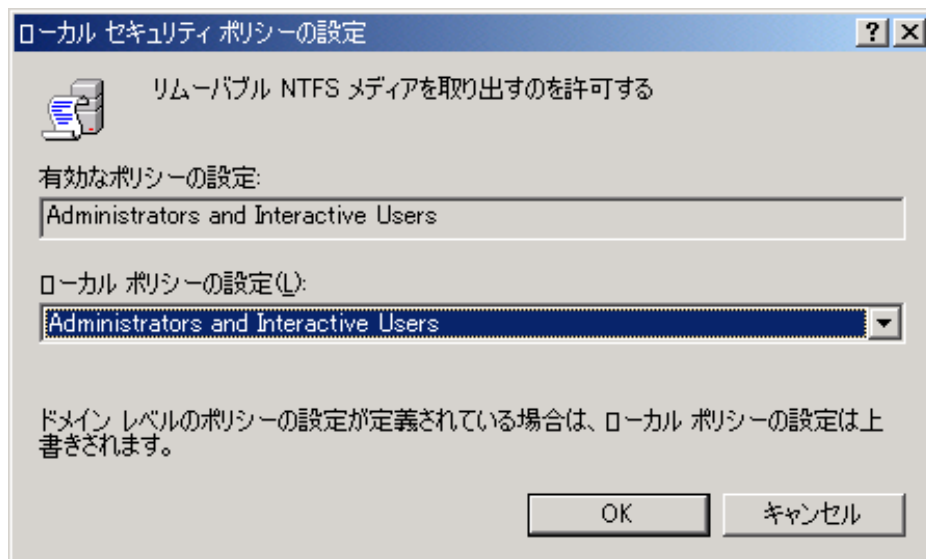 ローカル セキュリティ ポリシーの設定
リムーバブル NTFS メディアを取り出すのを許可する
有効なポリシーの設定:
Administrators and Interactive Users
ローカル ポリシーの設定(L):
Administrators and Interactive Users
ドメイン レベルのポリシーの設定が定義されている場合は、ローカル ポリシーの設定は上
書きされます。
OK キャンセル